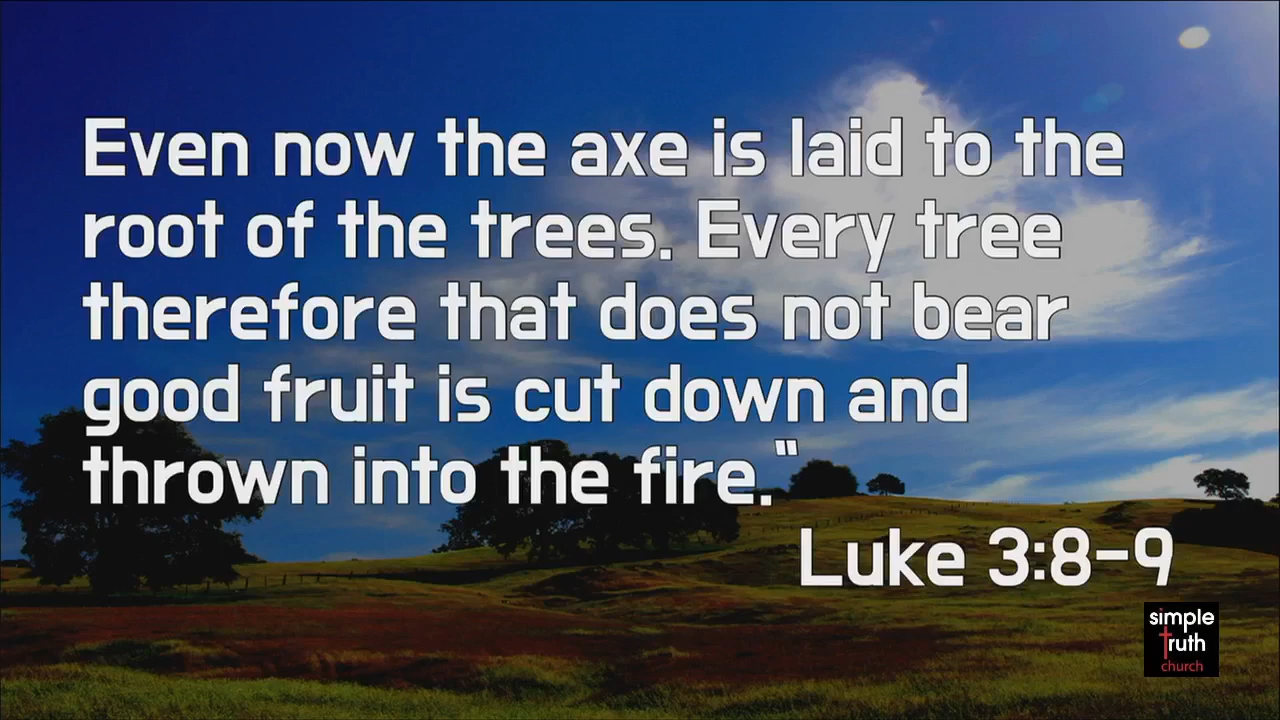 Even now the axe is laid to the
root of the trees. Every tree
therefore that does not bear
good fruit is cut down and
thrown into the fire."
Luke 3:8-9
simple
truth
church